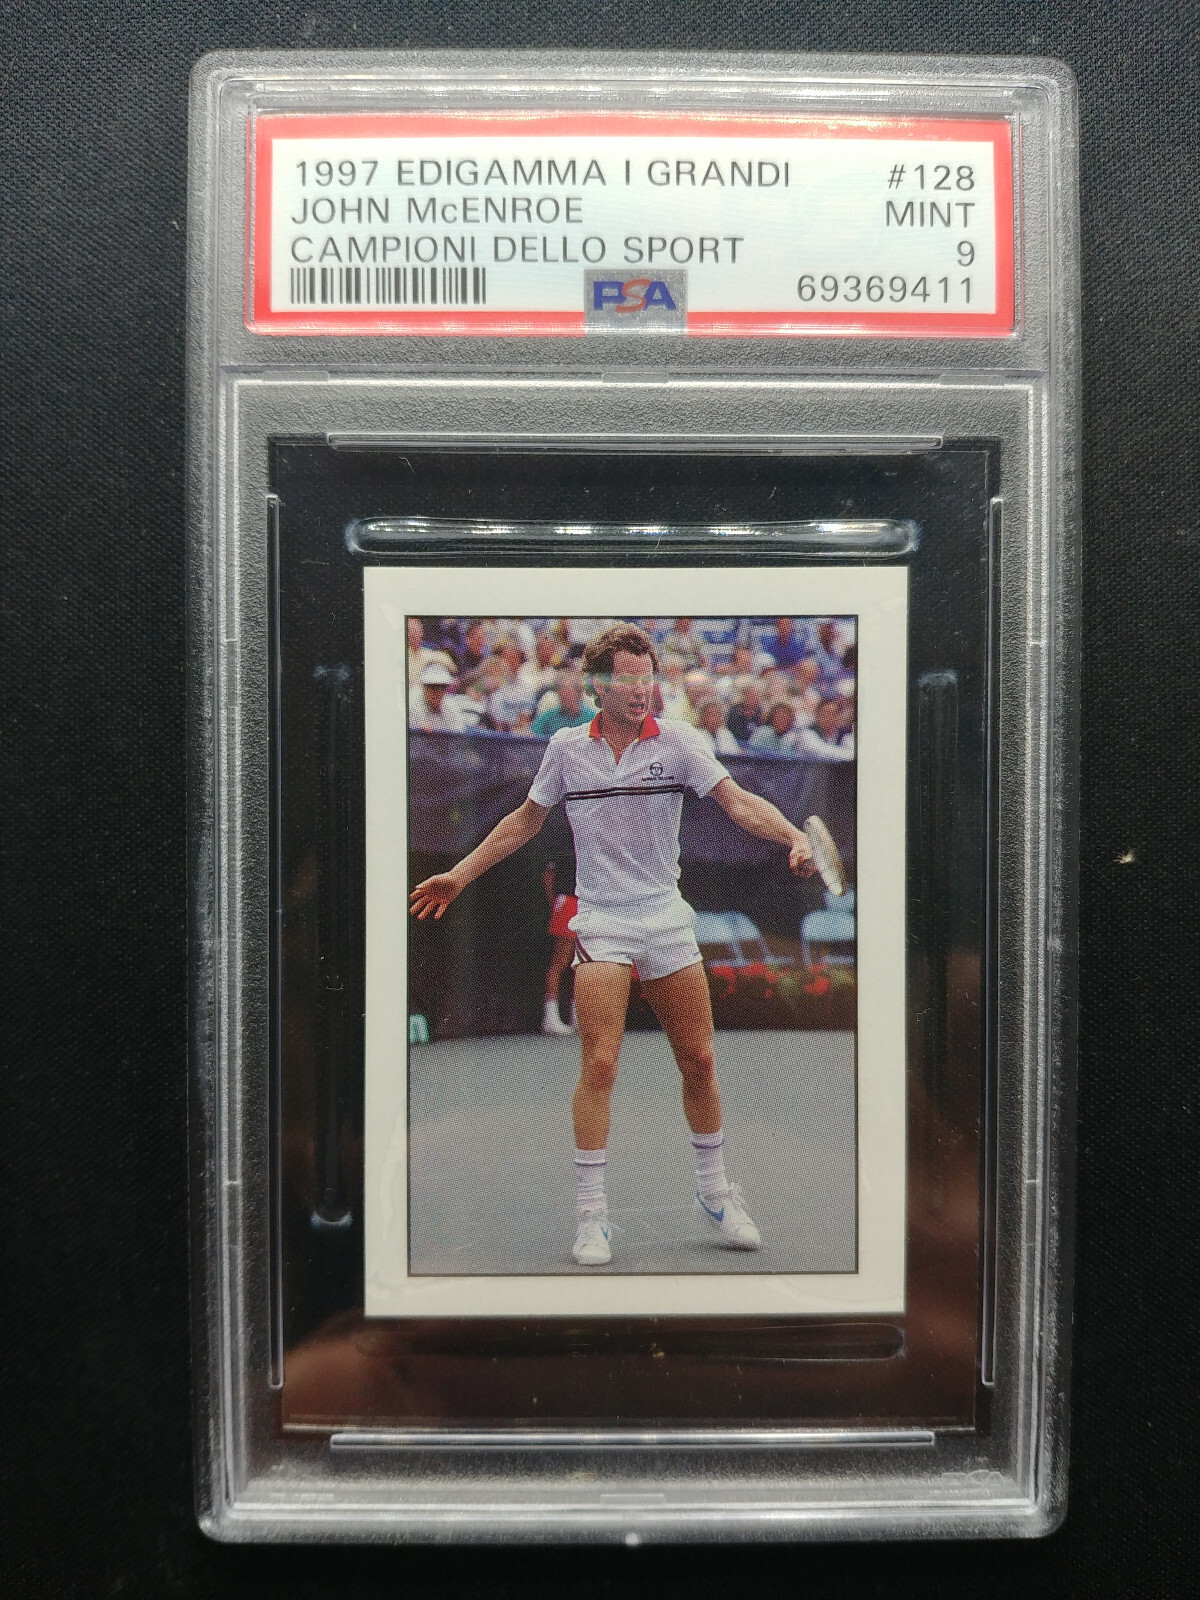 1997 EDIGAMMA I GRANDI #128
JOHN McENROE MINT
CAMPIONI DELLO SPORT 9
PSA 69369411